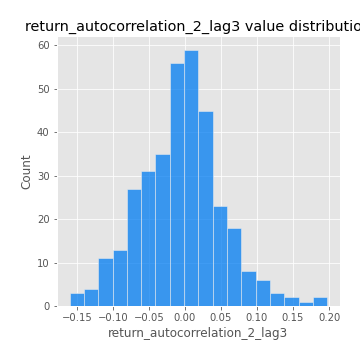 return_autocorrelation_2_lag3 value distributio
60
50
40
30
20
10
0
Count
−0.15 −0.10 −0.05 0.00 0.05 0.10 0.15 0.20
return_autocorrelation_2_lag3